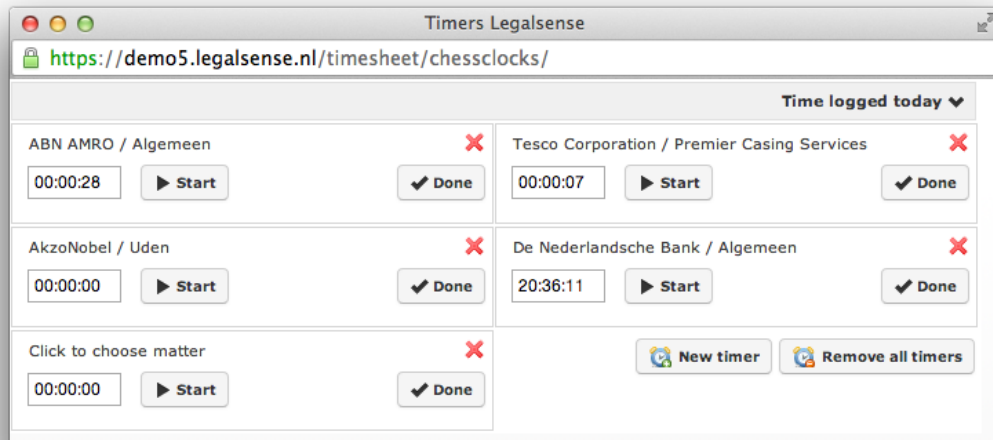 Timers Legalsense
https://demo5.legalsense.nl/timesheet/chessclocks/
Time logged today
ABN AMRO / Algemeen
00:00:28 Start Done
Tesco Corporation / Premier Casing Services
00:00:07 Start Done
AkzoNobel / Uden
00:00:00 Start Done
De Nederlandsche Bank / Algemeen
20:36:11 Start Done
Click to choose matter
00:00:00 Start Done
New timer Remove all timers